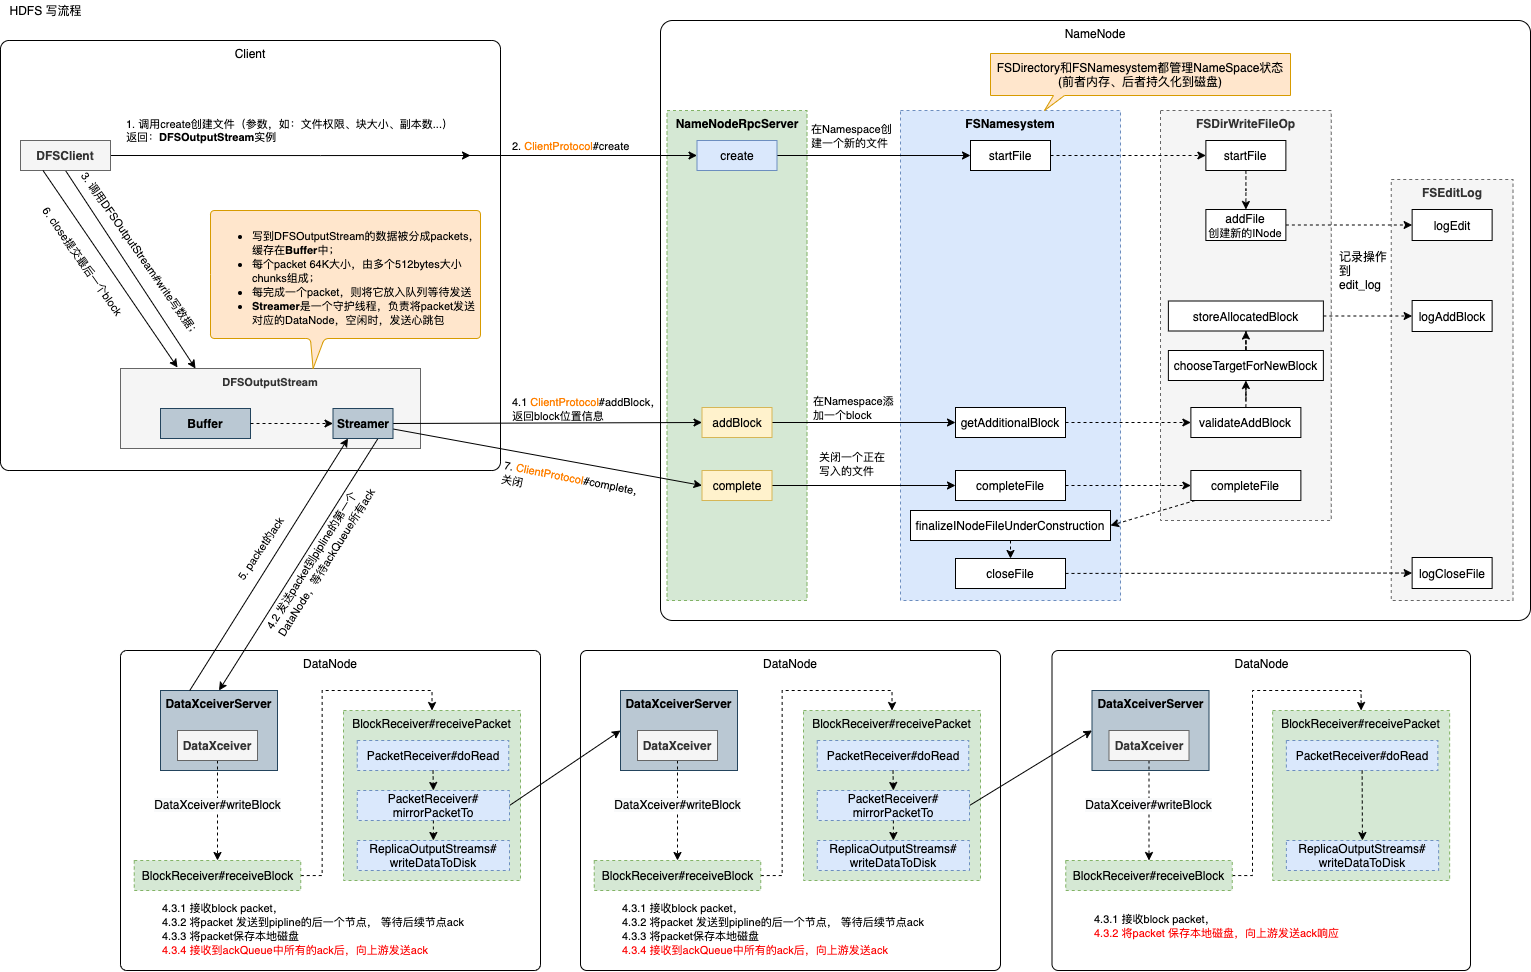 HDFS 写流程
Client
1. 调用create创建文件（参数，如：文件权限、块大小、副本数...）
返回：DFSOutputStream实例
DFSClient
3. 调用DFSOutputStream#write写数据；
6. close提交最后一个block
写到DFSOutputStream的数据被分成packets，
缓存在Buffer中；
每个packet 64K大小，由多个512bytes大小
chunks组成；
每完成一个packet，则将它放入队列等待发送
Streamer是一个守护线程，负责将packet发送
对应的DataNode，空闲时，发送心跳包
DFSOutputStream
Buffer
Streamer
2. ClientProtocol#create
4.1 ClientProtocol#addBlock，
返回block位置信息
7. ClientProtocol#complete，
关闭
5. packet的ack
4.2 发送packet到pipline的第一个
DataNode，等待ackQueue所有ack
NameNode
FSDirectory和FSNamesystem都管理NameSpace状态
(前者内存、后者持久化到磁盘)
NameNodeRpcServer
create
addBlock
complete
在Namespace创
建一个新的文件
在Namespace添
加一个block
关闭一个正在
写入的文件
FSNamesystem
startFile
getAdditionalBlock
completeFile
finalizeINodeFileUnderConstruction
closeFile
FSDirWriteFileOp
startFile
addFile
创建新的INode
storeAllocatedBlock
chooseTargetForNewBlock
validateAddBlock
completeFile
记录操作
到
edit_log
FSEditLog
logEdit
logAddBlock
logCloseFile
DataNode
DataXceiverServer
DataXceiver
DataXceiver#writeBlock
BlockReceiver#receiveBlock
BlockReceiver#receivePacket
PacketReceiver#doRead
PacketReceiver#
mirrorPacketTo
ReplicaOutputStreams#
writeDataToDisk
4.3.1 接收block packet，
4.3.2 将packet 发送到pipline的后一个节点， 等待后续节点ack
4.3.3 将packet保存本地磁盘
4.3.4 接收到ackQueue中所有的ack后，向上游发送ack
DataNode
DataXceiverServer
DataXceiver
DataXceiver#writeBlock
BlockReceiver#receiveBlock
BlockReceiver#receivePacket
PacketReceiver#doRead
PacketReceiver#
mirrorPacketTo
ReplicaOutputStreams#
writeDataToDisk
4.3.1 接收block packet，
4.3.2 将packet 发送到pipline的后一个节点， 等待后续节点ack
4.3.3 将packet保存本地磁盘
4.3.4 接收到ackQueue中所有的ack后，向上游发送ack
DataNode
DataXceiverServer
DataXceiver
DataXceiver#writeBlock
BlockReceiver#receiveBlock
BlockReceiver#receivePacket
PacketReceiver#doRead
ReplicaOutputStreams#
writeDataToDisk
4.3.1 接收block packet，
4.3.2 将packet 保存本地磁盘，向上游发送ack响应